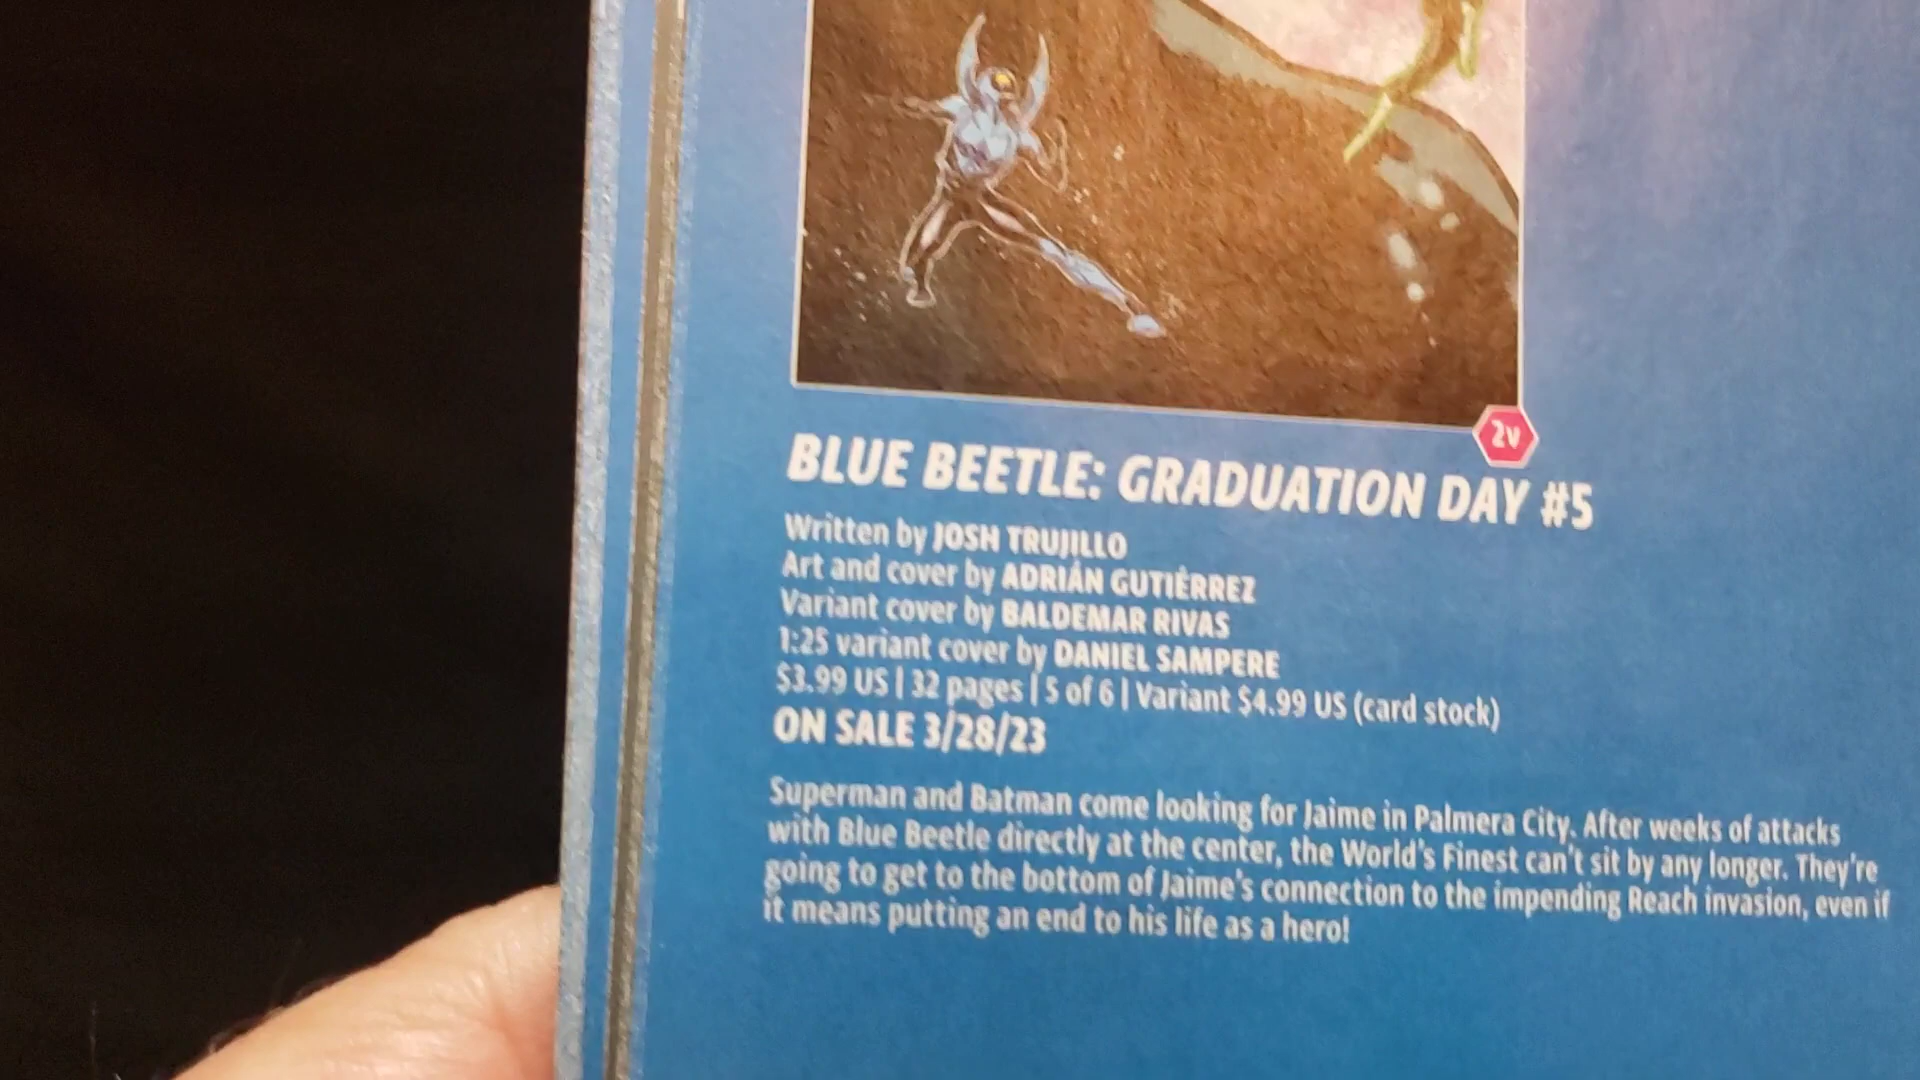 2v
BLUE BEETLE: GRADUATION DAY #5
Written by JOSH TRUJILLO
Art and cover by ADRIÁN GUTIÉRREZ
Variant cover by BALDEMAR RIVAS
1:25 variant cover by DANIEL SAMPERE
$3.99 US | 32 pages | 5 of 6 | Variant $4.99 US (card stock)
ON SALE 3/28/23
Superman and Batman come looking for Jaime in Palmera City. After weeks of attacks
with Blue Beetle directly at the center, the World's Finest can't sit by any longer. They're
going to get to the bottom of Jaime's connection to the impending Reach invasion, even if
it means putting an end to his life as a hero!